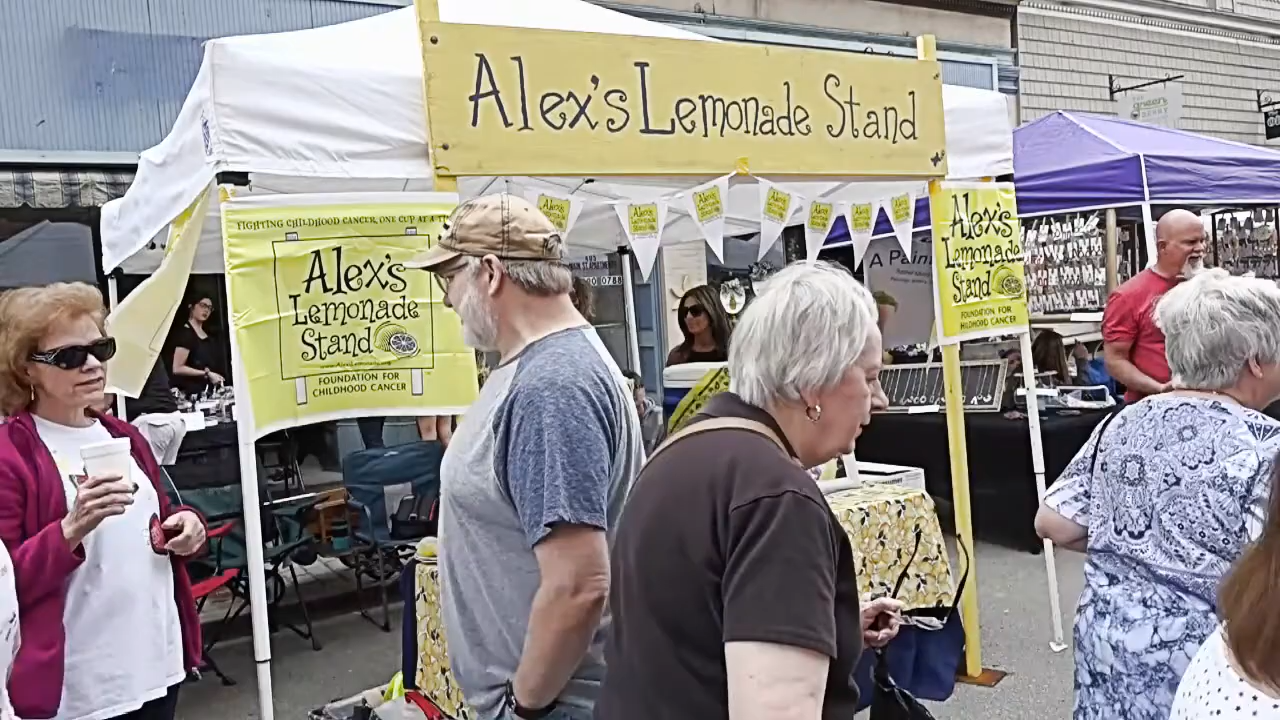 Alex's Lemonade Stand
FIGHTING CHILDHOOD CANCER, ONE CUP AT A
Alex's
Lemonade
Stand
FOUNDATION FOR
CHILDHOOD CANCER
Alex's
Lemonade
Stand
FOUNDATION FOR
CHILDHOOD CANCER
A Pain